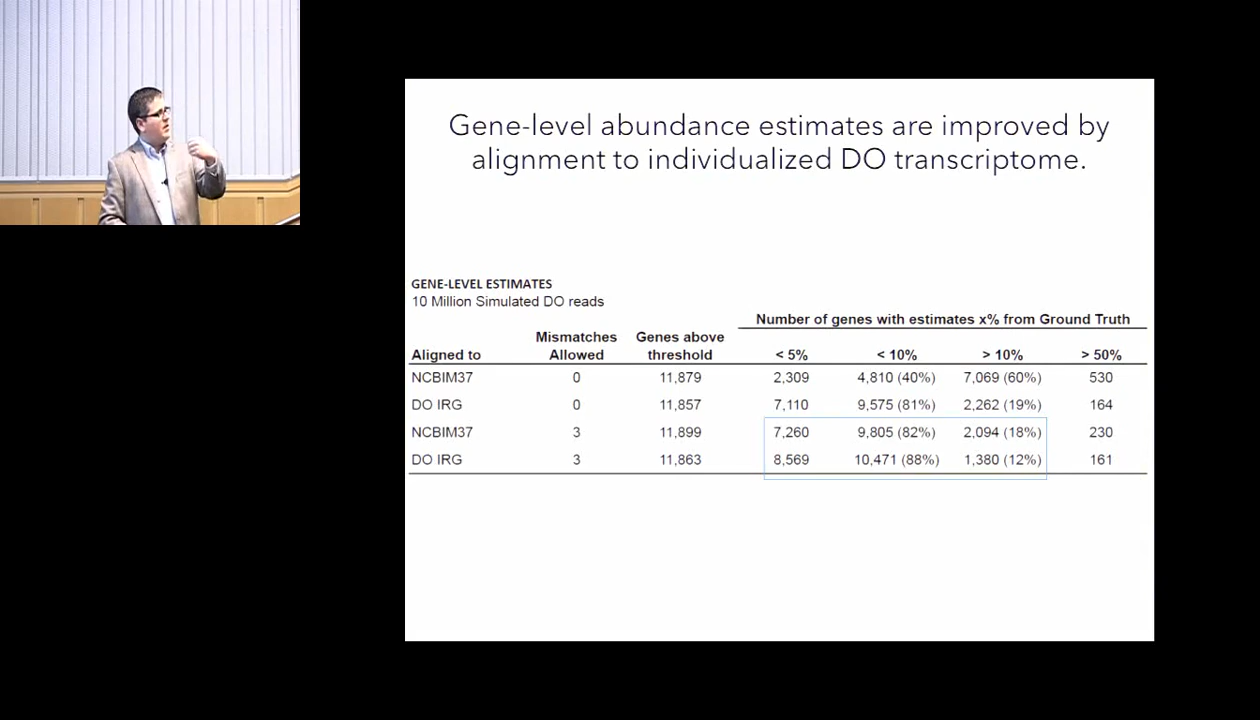 Gene-level abundance estimates are improved by
alignment to individualized DO transcriptome.
GENE-LEVEL ESTIMATES
10 Million Simulated DO reads
Number of genes with estimates x% from Ground Truth
Aligned to Mismatches Allowed Genes above threshold < 5% < 10% > 10% > 50%
NCBIM37 0 11,879 2,309 4,810 (40%) 7,069 (60%) 530
DO IRG 0 11,857 7,110 9,575 (81%) 2,262 (19%) 164
NCBIM37 3 11,899 7,260 9,805 (82%) 2,094 (18%) 230
DO IRG 3 11,863 8,569 10,471 (88%) 1,380 (12%) 161